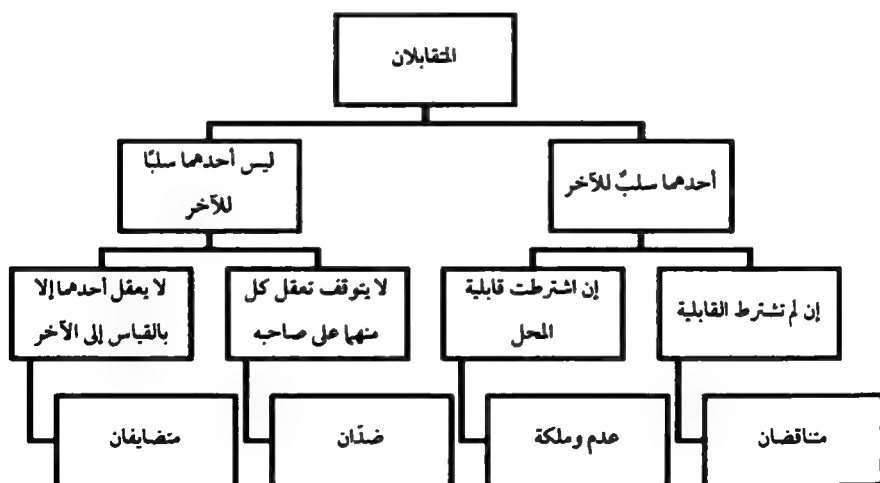 المتقابلان
أحدهما سلبٌ للآخر
ليس أحدهما سلبًا
للآخر
إن لم تشترط القابلية
إن اشترطت قابلية
المحل
لا يتوقف تعقل كل
منهما على صاحبه
لا يعقل أحدهما إلا
بالقياس إلى الآخر
متناقضان
عدم وملكة
ضدّان
متضايفان